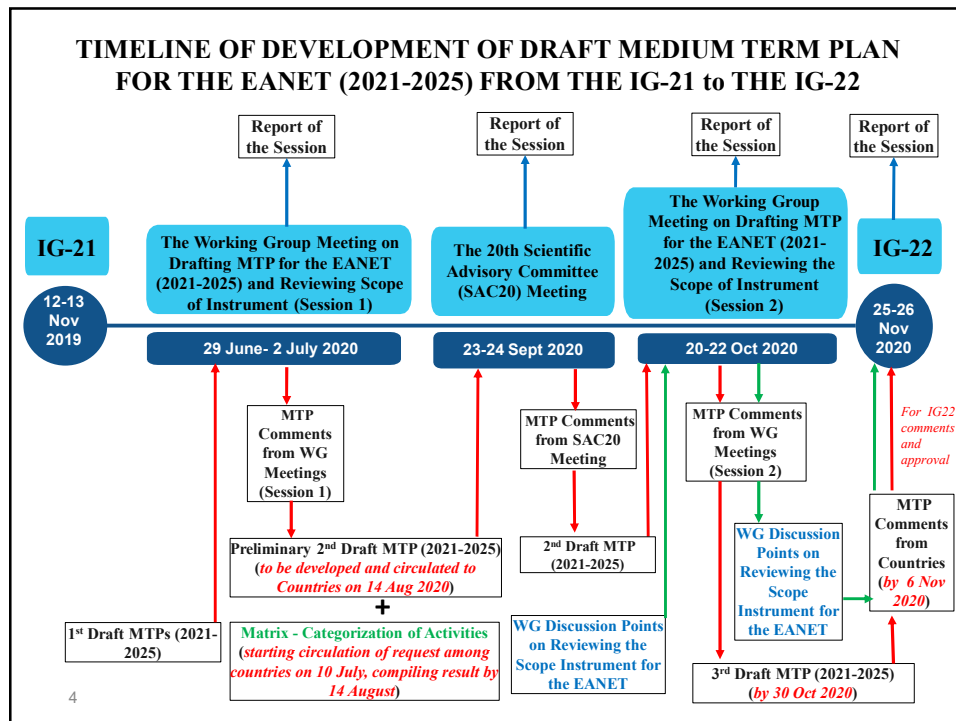 TIMELINE OF DEVELOPMENT OF DRAFT MEDIUM TERM PLAN
FOR THE EANET (2021-2025) FROM THE IG-21 to THE IG-22
Report of
the Session
Report of
the Session
Report of
the Session
Report of
the Session
IG-21
The Working Group Meeting on
Drafting MTP for the EANET
(2021-2025) and Reviewing Scope
of Instrument (Session 1)
The 20th Scientific
Advisory Committee
(SAC20) Meeting
The Working Group
Meeting on Drafting MTP
for the EANET (2021-
2025) and Reviewing the
Scope of Instrument
(Session 2)
IG-22
12-13
Nov
2019
29 June- 2 July 2020
23-24 Sept 2020
20-22 Oct 2020
25-26
Nov
2020
MTP
Comments
from WG
Meetings
(Session 1)
MTP Comments
from SAC20
Meeting
MTP Comments
from WG
Meetings
(Session 2)
For IG22
comments
and
approval
Preliminary 2nd Draft MTP (2021-2025)
(to be developed and circulated to
Countries on 14 Aug 2020)
+
2nd Draft MTP
(2021-2025)
WG Discussion
Points on
Reviewing the
Scope
Instrument for
the EANET
MTP
Comments
from
Countries
(by 6 Nov
2020)
1st Draft MTPs (2021-
2025)
Matrix - Categorization of Activities
(starting circulation of request among
countries on 10 July, compiling result by
14 August)
WG Discussion Points
on Reviewing the
Scope Instrument for
the EANET
3rd Draft MTP (2021-2025)
(by 30 Oct 2020)
4